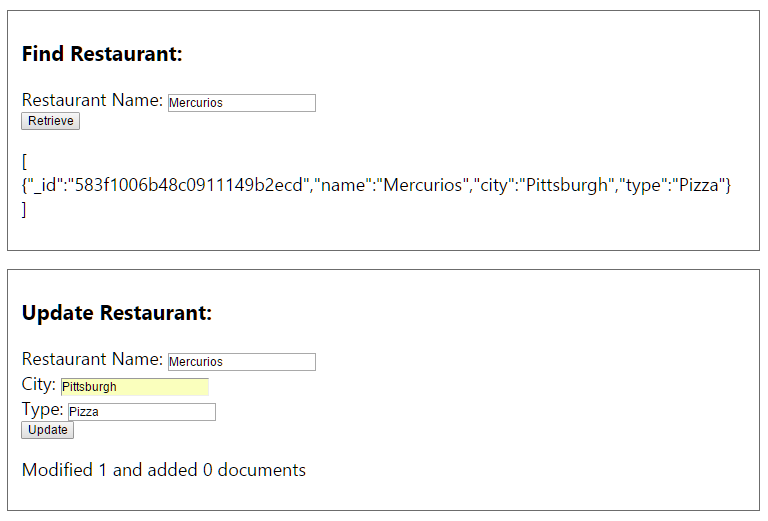 Find Restaurant:
Restaurant Name: Mercurios
Retrieve
[
{"_id":"583f1006b48c0911149b2ecd","name":"Mercurios","city":"Pittsburgh","type":"Pizza"}
]
Update Restaurant:
Restaurant Name: Mercurios
City: Pittsburgh
Type: Pizza
Update
Modified 1 and added 0 documents